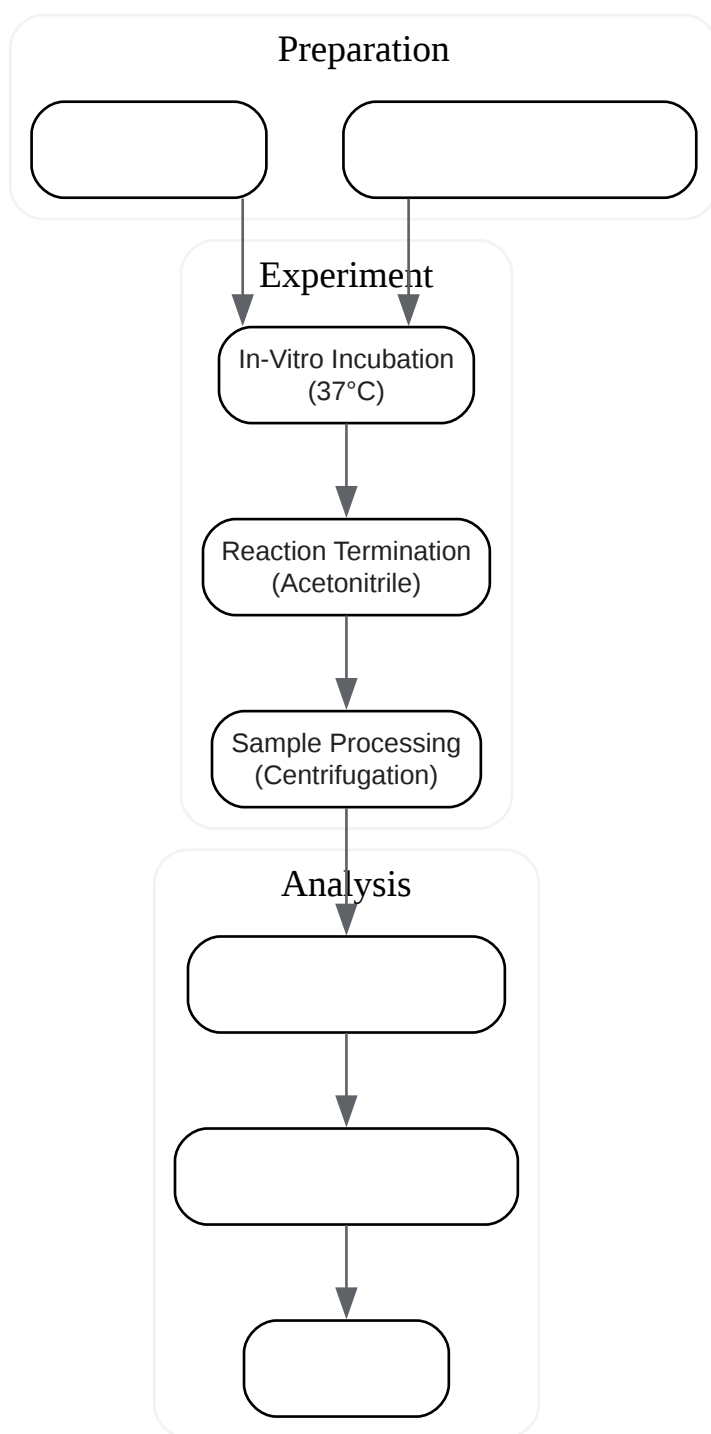 Preparation
Experiment
In-Vitro Incubation
(37°C)
Reaction Termination
(Acetonitrile)
Sample Processing
(Centrifugation)
Analysis